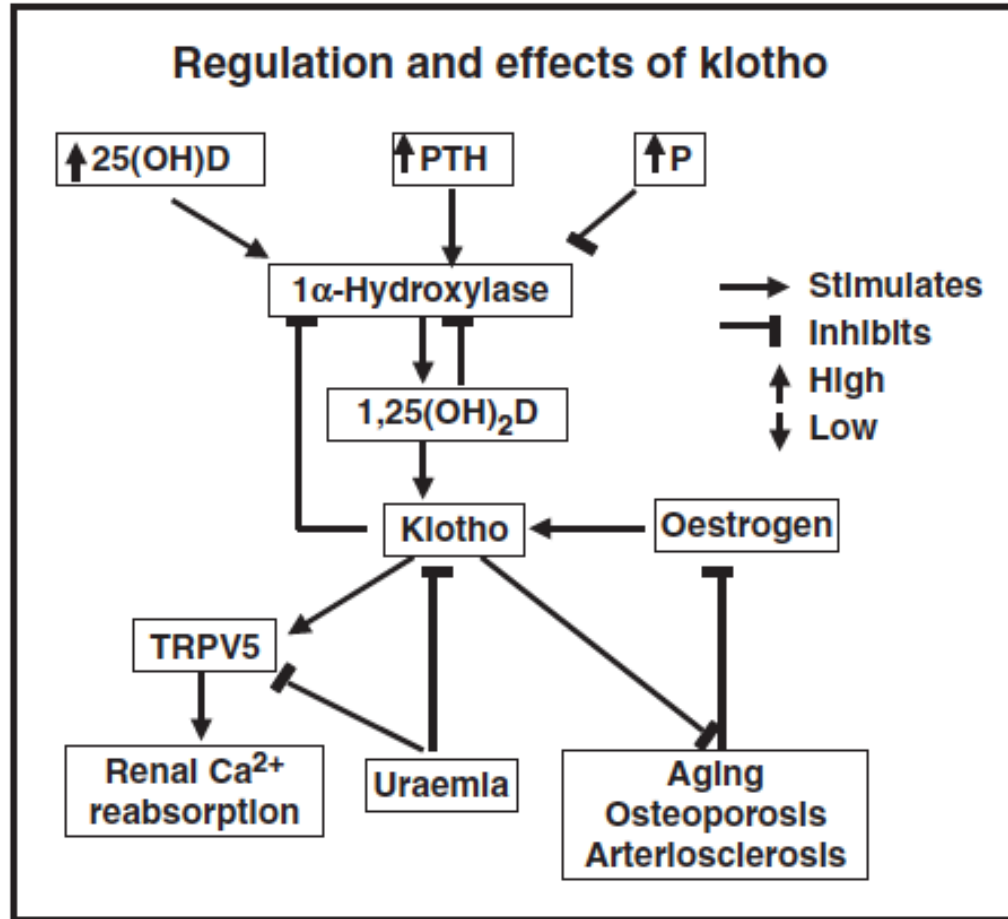 Regulation and effects of klotho
25(OH)D
PTH
P
1α-Hydroxylase
Stimulates
Inhibits
High
Low
1,25(OH)₂D
Klotho
Oestrogen
TRPV5
Renal Ca²⁺
reabsorption
Uraemia
Aging
Osteoporosis
Arteriosclerosis